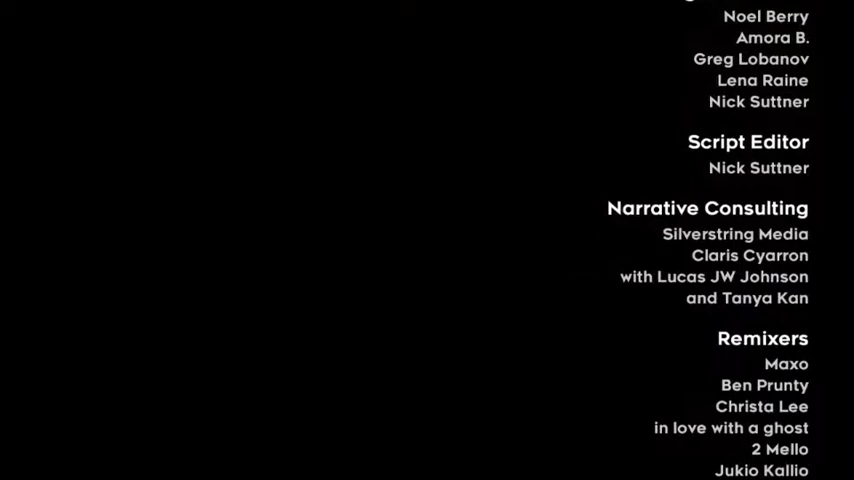 Noel Berry
Amora B.
Greg Lobanov
Lena Raine
Nick Suttner
Script Editor
Nick Suttner
Narrative Consulting
Silverstring Media
Claris Cyarron
with Lucas JW Johnson
and Tanya Kan
Remixers
Maxo
Ben Prunty
Christa Lee
in love with a ghost
2 Mello
Jukio Kallio